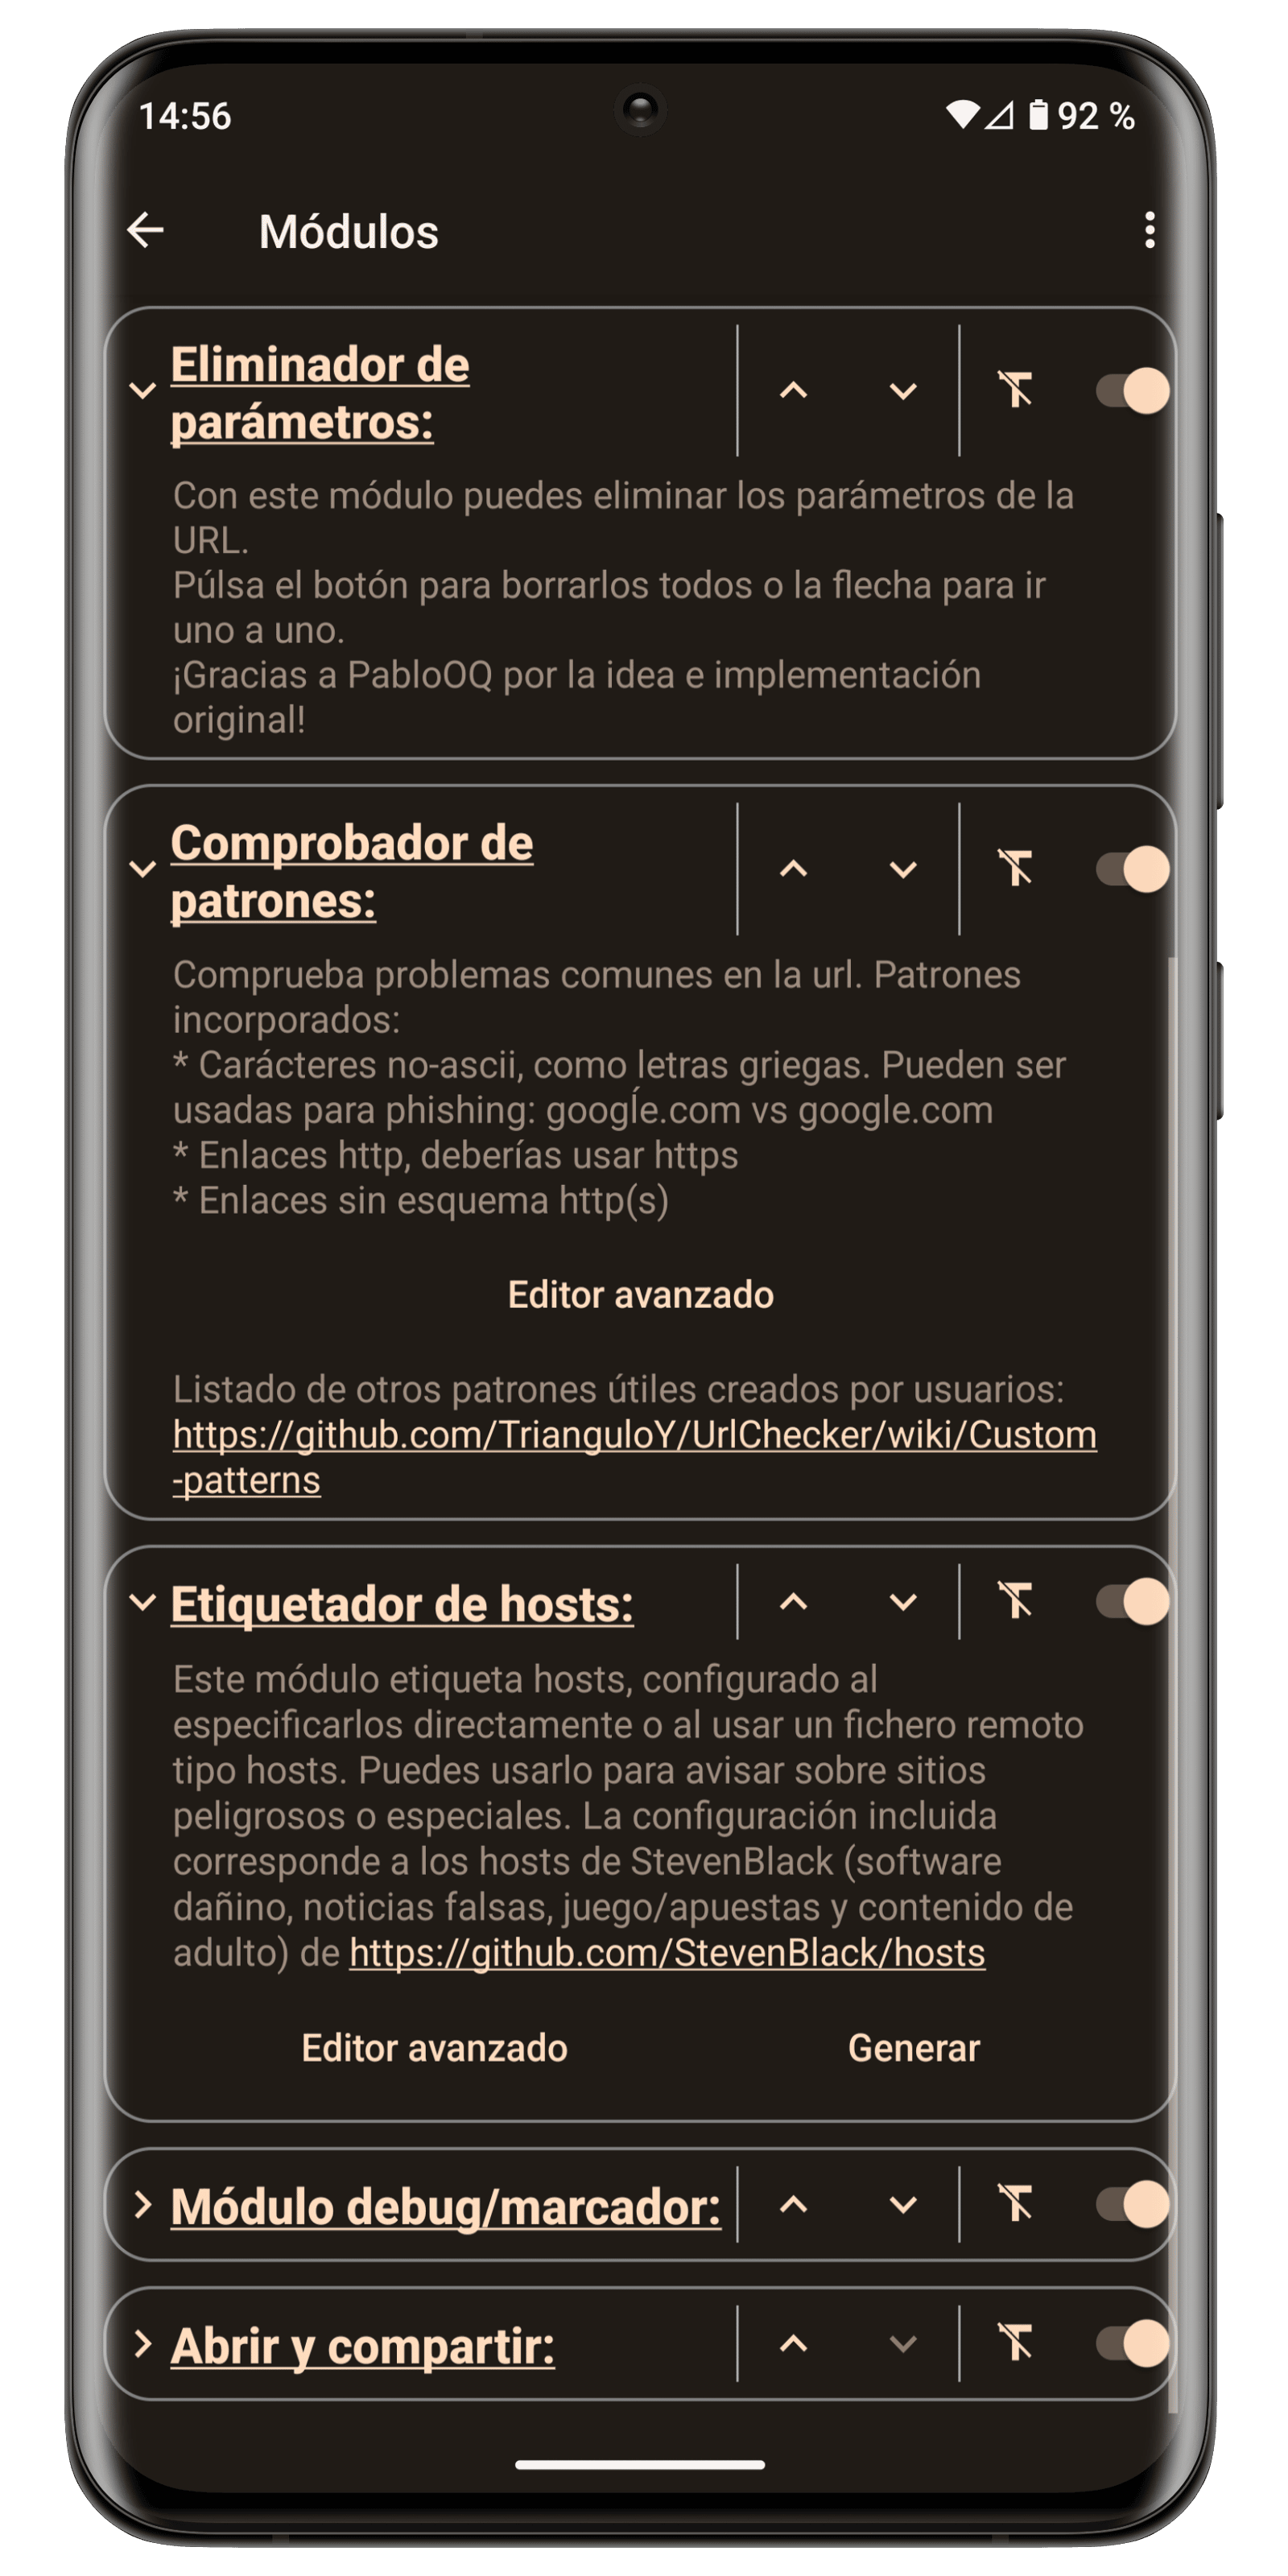 14:56
92 %
Módulos
Eliminador de
parámetros:
Con este módulo puedes eliminar los parámetros de la
URL.
Púlsa el botón para borrarlos todos o la flecha para ir
uno a uno.
¡Gracias a PabloOQ por la idea e implementación
original!
Comprobador de
patrones:
Comprueba problemas comunes en la url. Patrones
incorporados:
* Carácteres no-ascii, como letras griegas. Pueden ser
usadas para phishing: googĺe.com vs google.com
* Enlaces http, deberías usar https
* Enlaces sin esquema http(s)
Editor avanzado
Listado de otros patrones útiles creados por usuarios:
https://github.com/TrianguloY/UrlChecker/wiki/Custom
-patterns
Etiquetador de hosts:
Este módulo etiqueta hosts, configurado al
especificarlos directamente o al usar un fichero remoto
tipo hosts. Puedes usarlo para avisar sobre sitios
peligrosos o especiales. La configuración incluida
corresponde a los hosts de StevenBlack (software
dañino, noticias falsas, juego/apuestas y contenido de
adulto) de https://github.com/StevenBlack/hosts
Editor avanzado
Generar
Módulo debug/marcador:
Abrir y compartir: